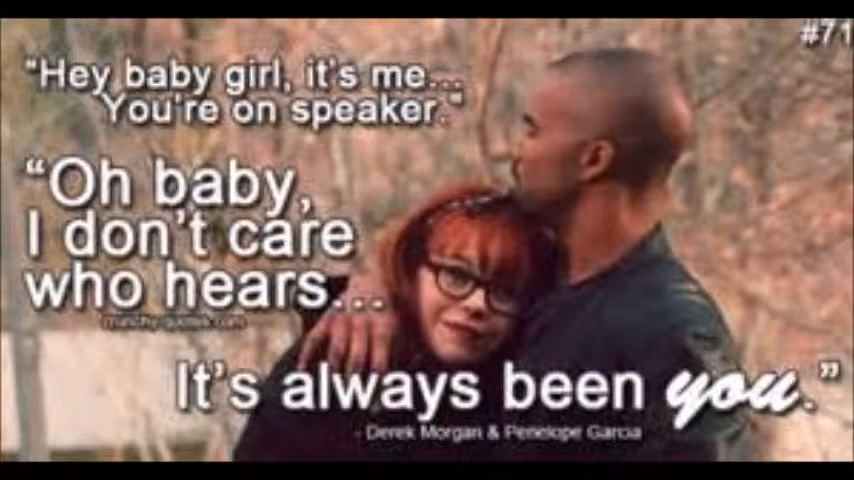 #71
"Hey baby girl, it's me...
You're on speaker."
"Oh baby,
I don't care
who hears...
It's always been you."
- Derek Morgan & Penelope Garcia